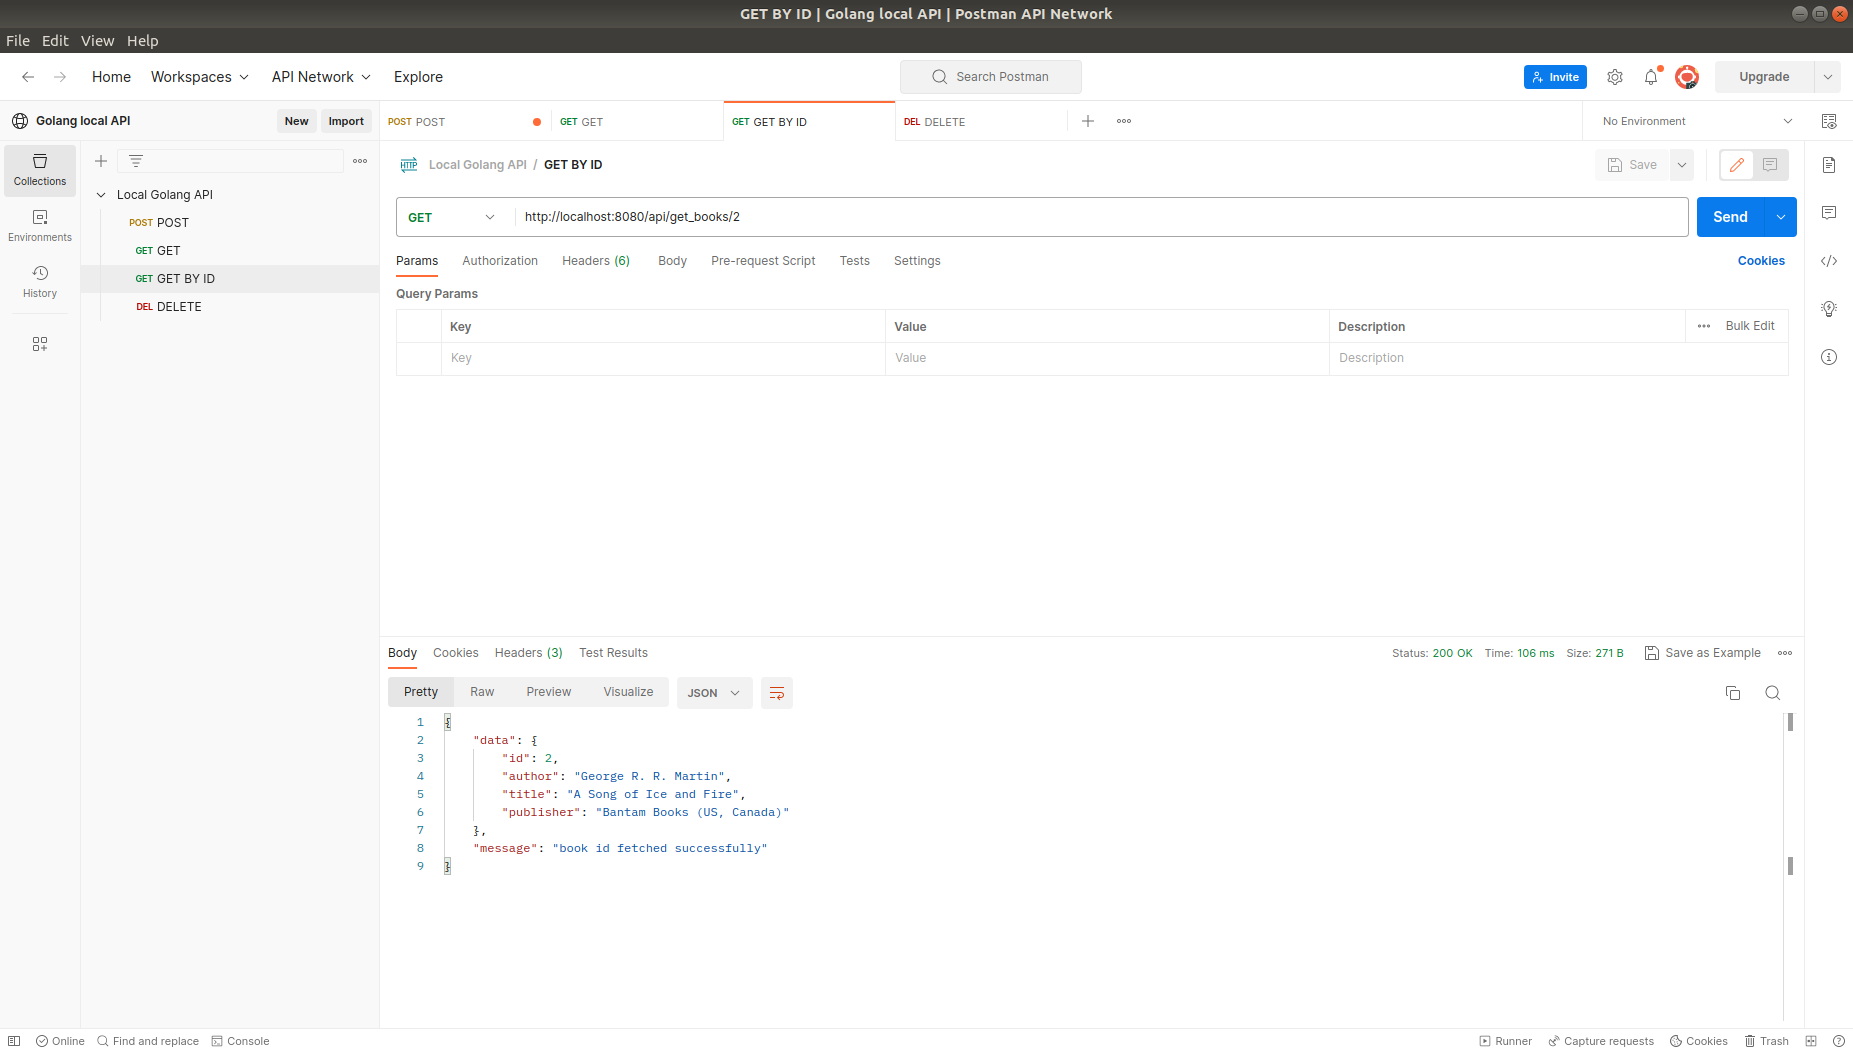 GET BY ID | Golang local API | Postman API Network
File Edit View Help
Home Workspaces API Network Explore
Search Postman
Invite
Upgrade
Golang local API New Import
POST POST
GET GET
GET GET BY ID
DEL DELETE
No Environment
Collections
Environments
History
Local Golang API
POST POST
GET GET
GET GET BY ID
DEL DELETE
HTTP Local Golang API / GET BY ID
Save
GET http://localhost:8080/api/get_books/2
Send
Params Authorization Headers (6) Body Pre-request Script Tests Settings
Cookies
Query Params
Key Value Description Bulk Edit
Key Value Description
Body Cookies Headers (3) Test Results
Status: 200 OK Time: 106 ms Size: 271 B Save as Example
Pretty Raw Preview Visualize JSON
1 {
2 "data": {
3 "id": 2,
4 "author": "George R. R. Martin",
5 "title": "A Song of Ice and Fire",
6 "publisher": "Bantam Books (US, Canada)"
7 },
8 "message": "book id fetched successfully"
9 }
Online Find and replace Console
Runner Capture requests Cookies Trash